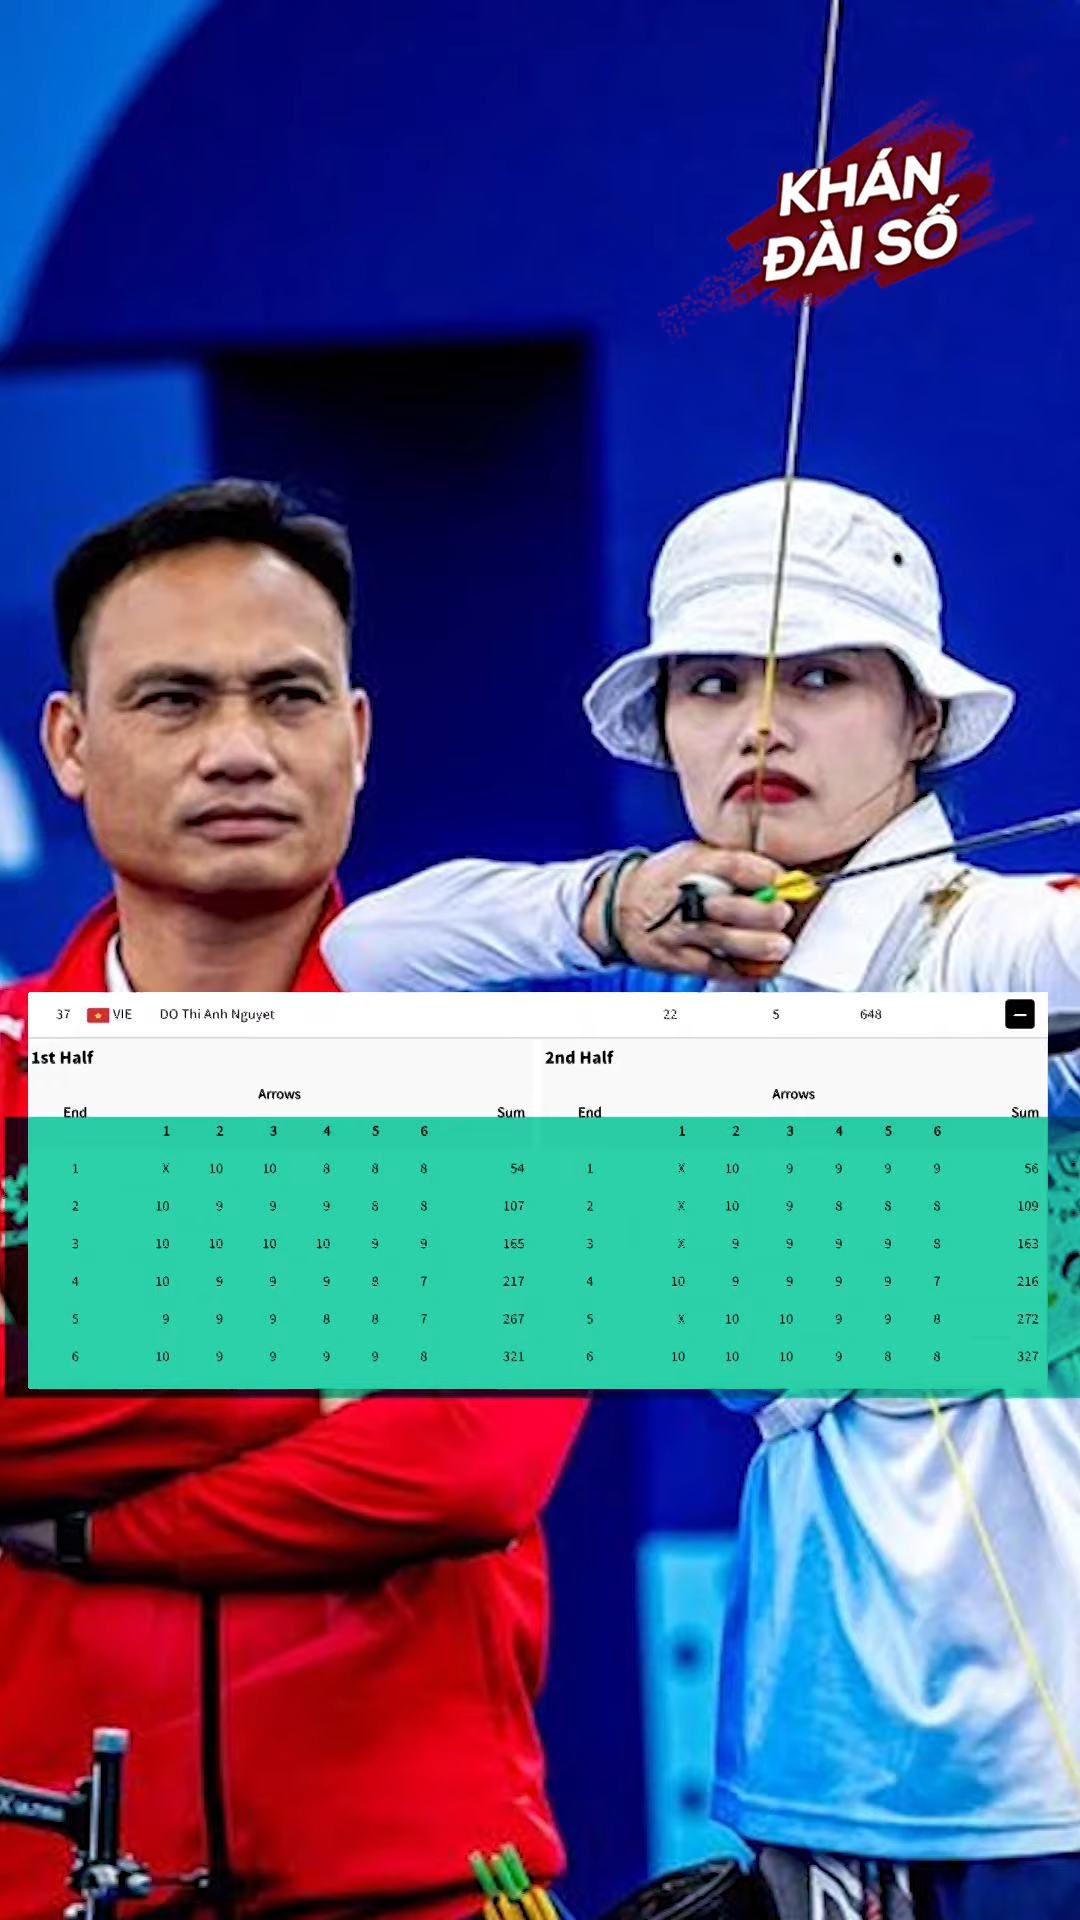 KHÁN
ĐÀI SỐ
37 VIE DO Thi Anh Nguyet 22 5 648
1st Half 2nd Half
Arrows Arrows
End Sum End Sum
1 2 3 4 5 6 1 2 3 4 5 6
1 X 10 10 8 8 8 54 1 X 10 9 9 9 9 56
2 10 9 9 9 8 8 107 2 X 10 9 8 8 8 109
3 10 10 10 10 9 9 165 3 X 9 9 9 9 8 163
4 10 9 9 9 8 7 217 4 10 9 9 9 9 7 216
5 9 9 9 8 8 7 267 5 X 10 10 9 9 8 272
6 10 9 9 9 9 8 321 6 10 10 10 9 8 8 327